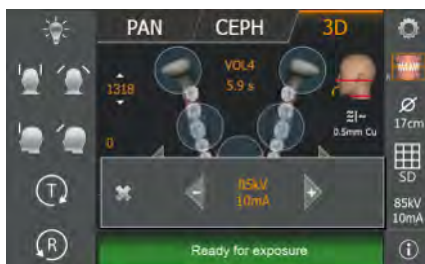 PAN CEPH 3D
VOL4
5.9 s
1318
0.5mm Cu
17cm
0
SD
85kV
10mA
85kV
10mA
T
R
Ready for exposure
i